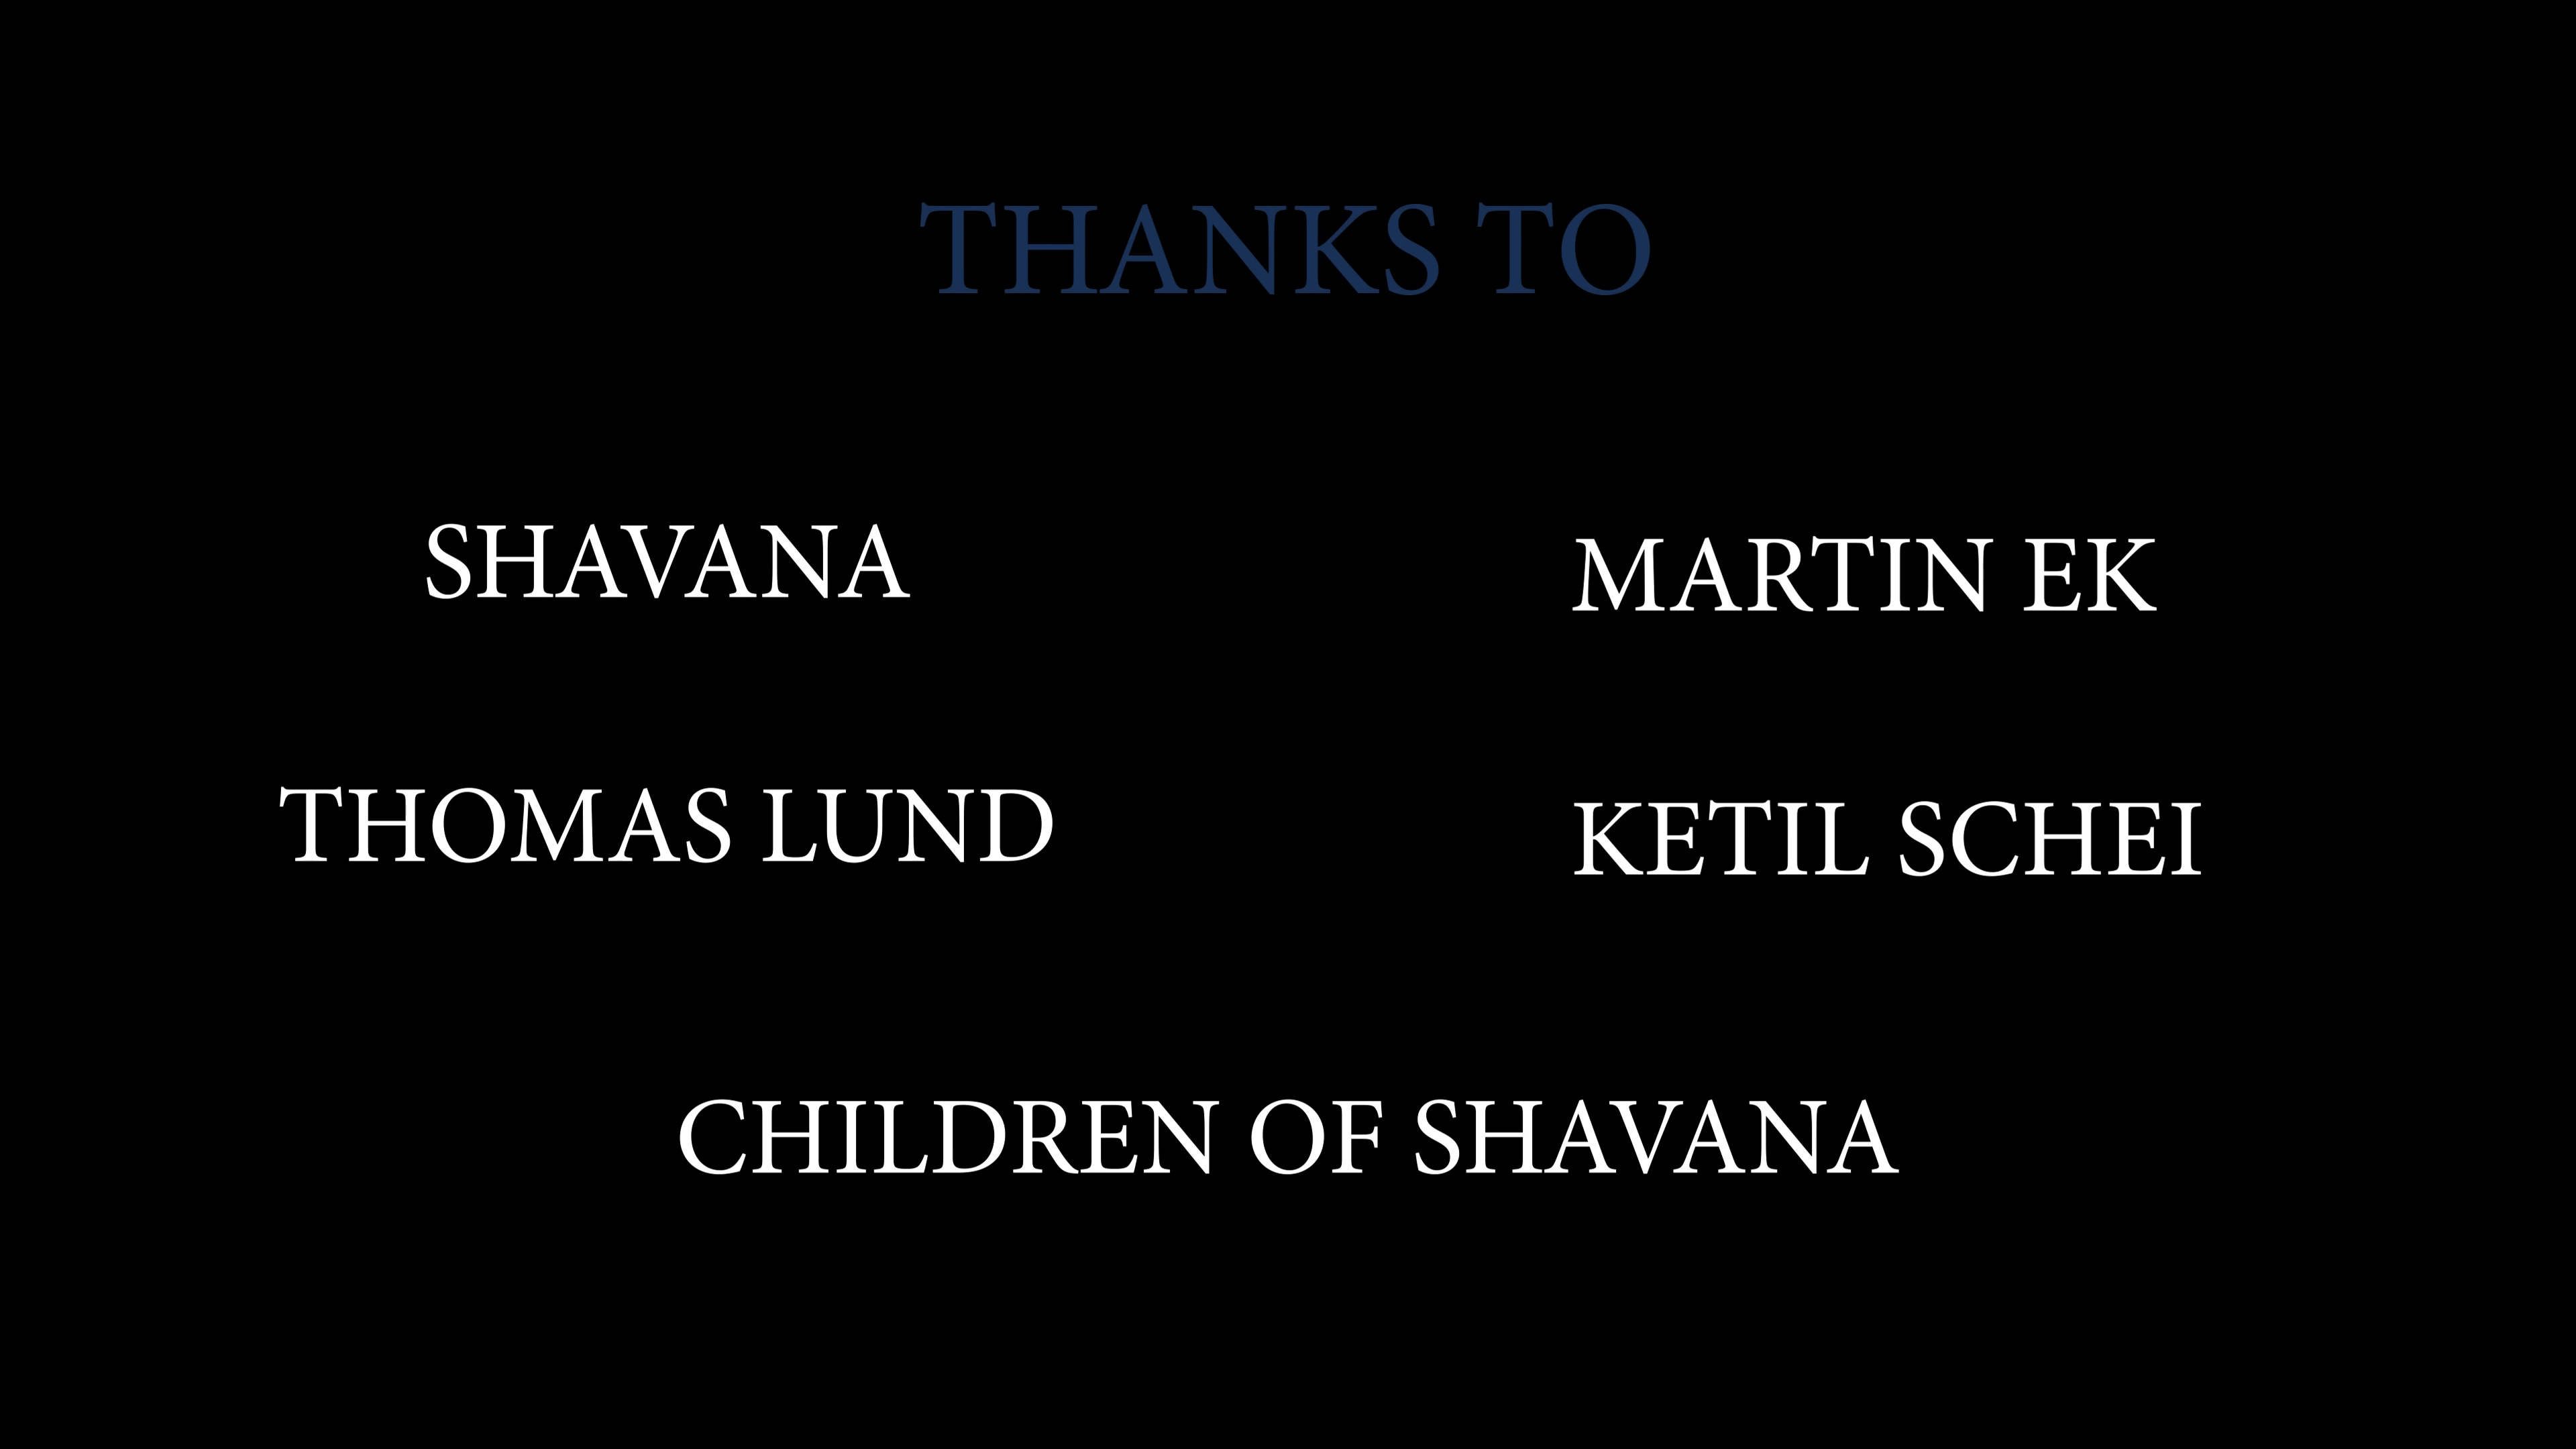 THANKS TO
SHAVANA
MARTIN EK
THOMAS LUND
KETIL SCHEI
CHILDREN OF SHAVANA